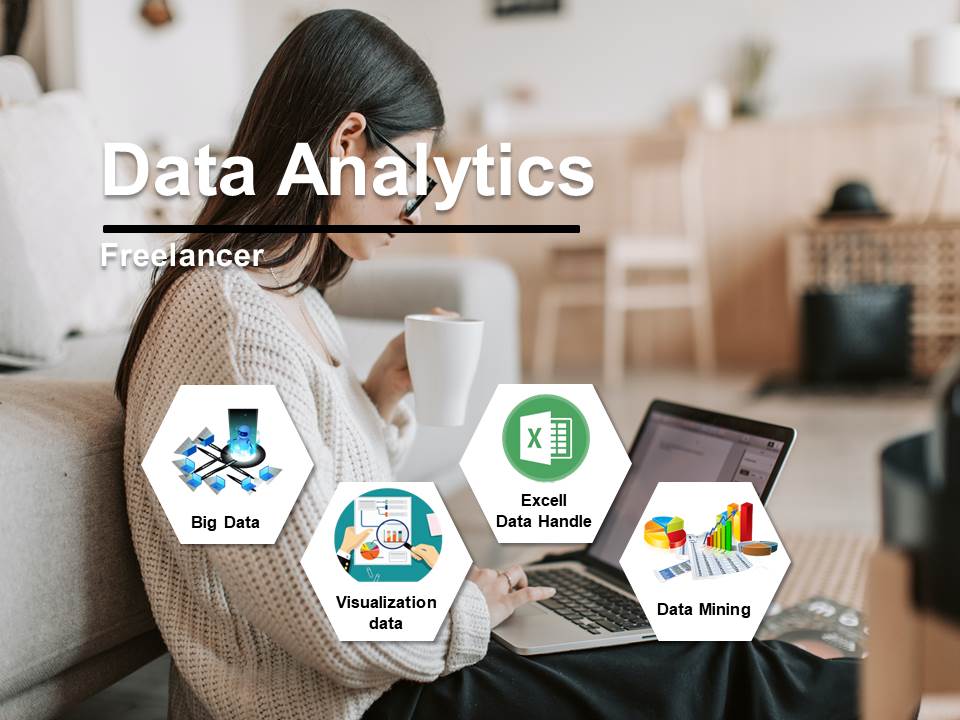 Data Analytics
Freelancer
Big Data
Excell
Data Handle
X
Visualization
data
Data Mining